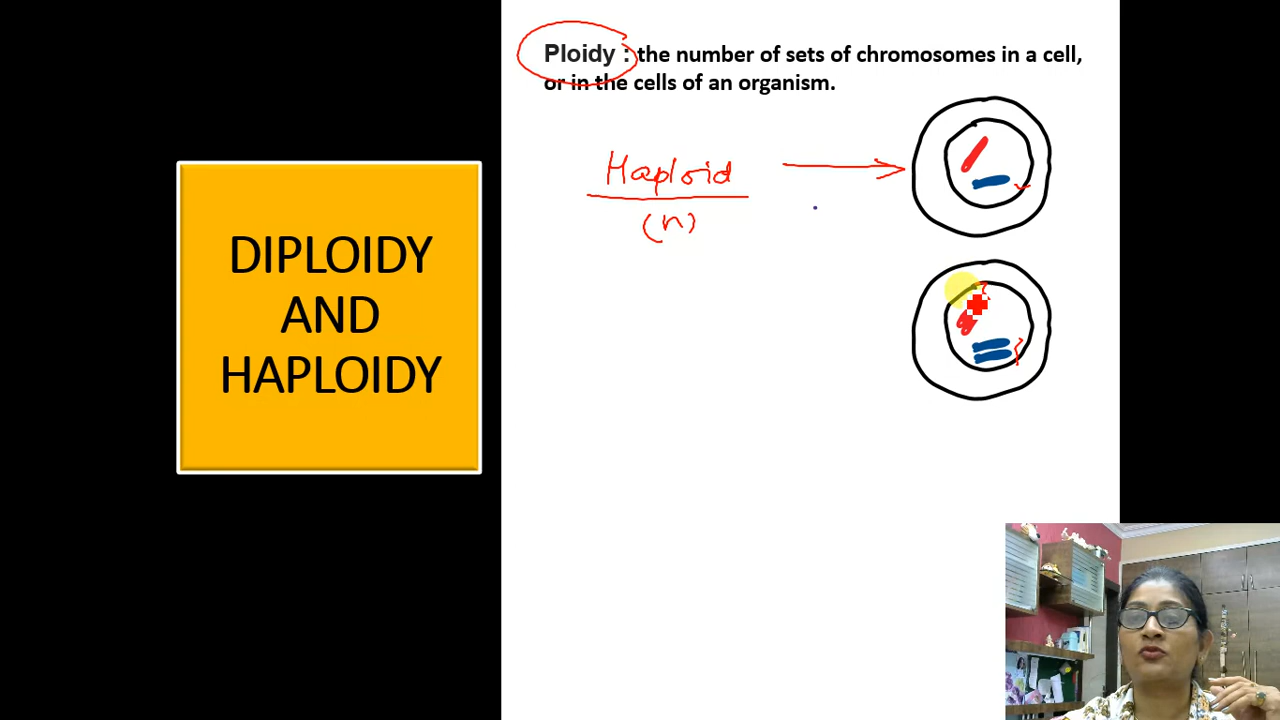 DIPLOIDY
AND
HAPLOIDY
Ploidy : the number of sets of chromosomes in a cell,
or in the cells of an organism.
Haploid
(n)